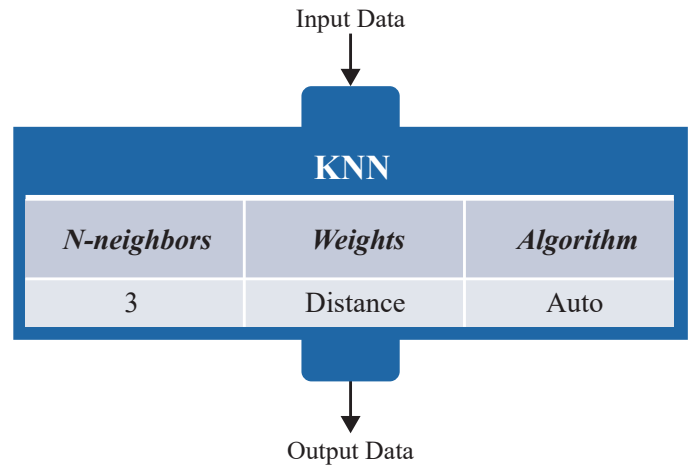 Input Data
KNN
N-neighbors Weights Algorithm
3 Distance Auto
Output Data